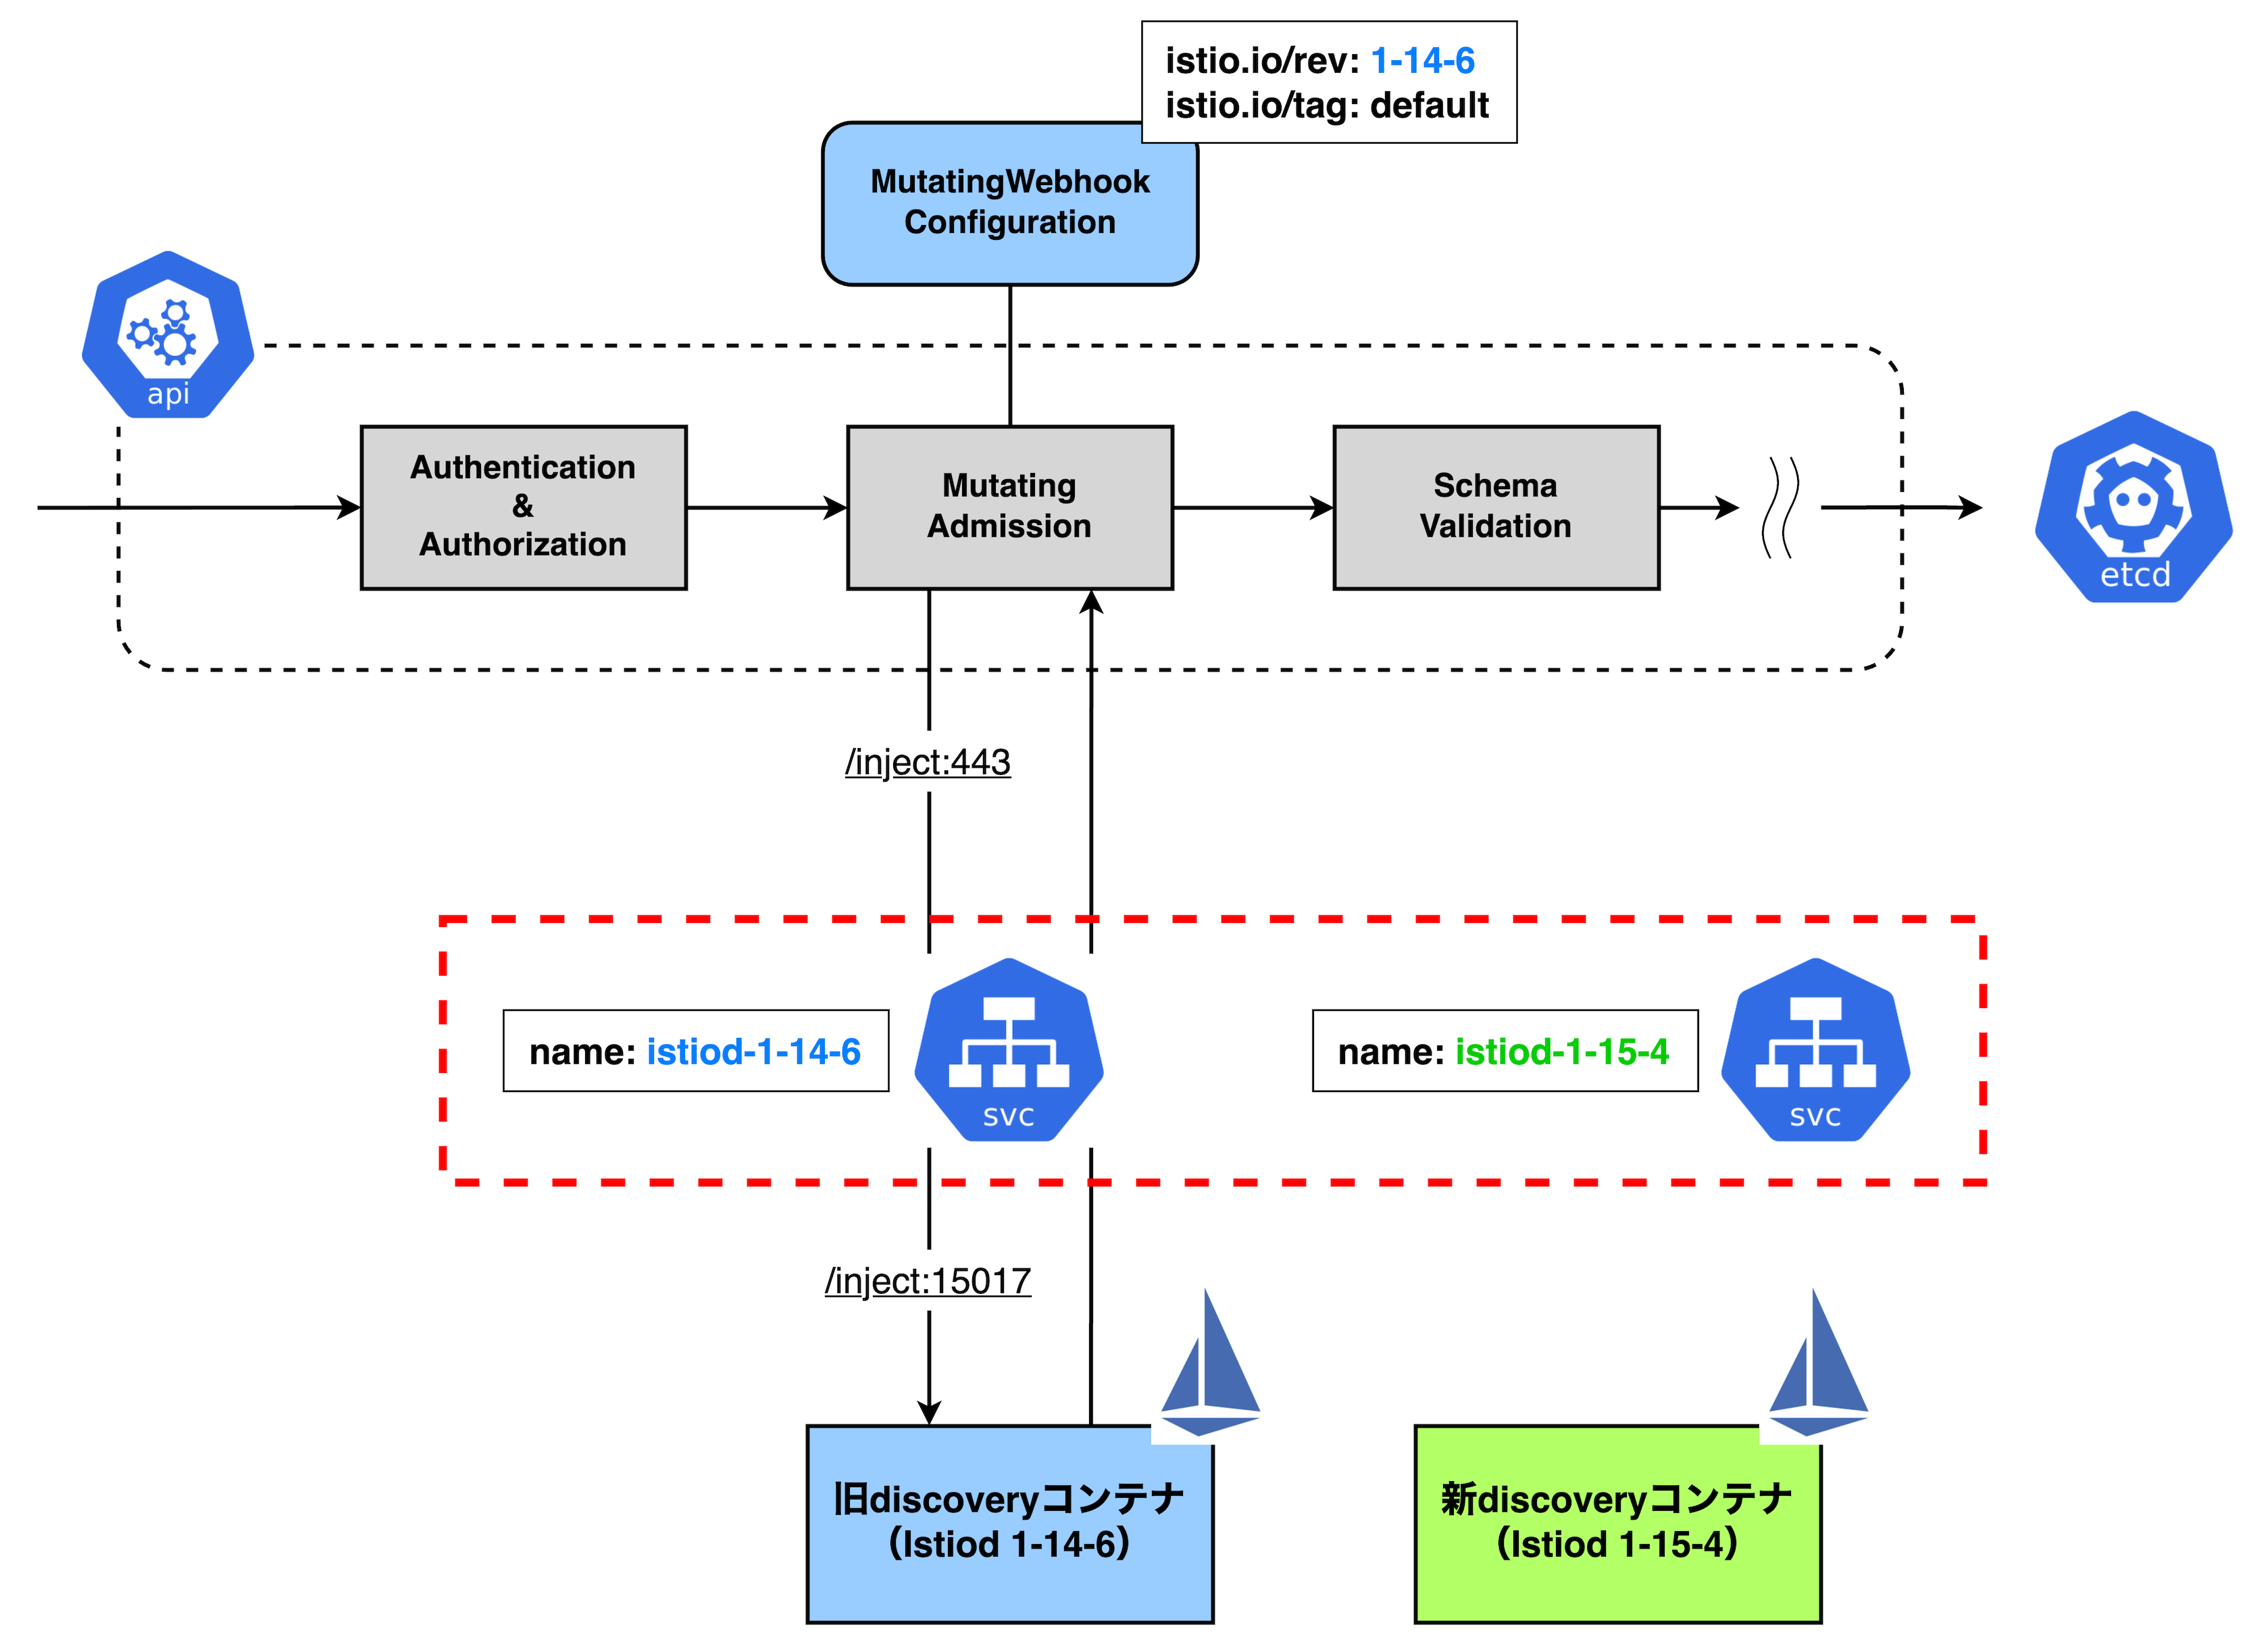 istio.io/rev: 1-14-6
istio.io/tag: default
MutatingWebhook
Configuration
api
Authentication
&
Authorization
Mutating
Admission
Schema
Validation
etcd
/inject:443
name: istiod-1-14-6
svc
name: istiod-1-15-4
svc
/inject:15017
旧discoveryコンテナ
（Istiod 1-14-6）
新discoveryコンテナ
（Istiod 1-15-4）